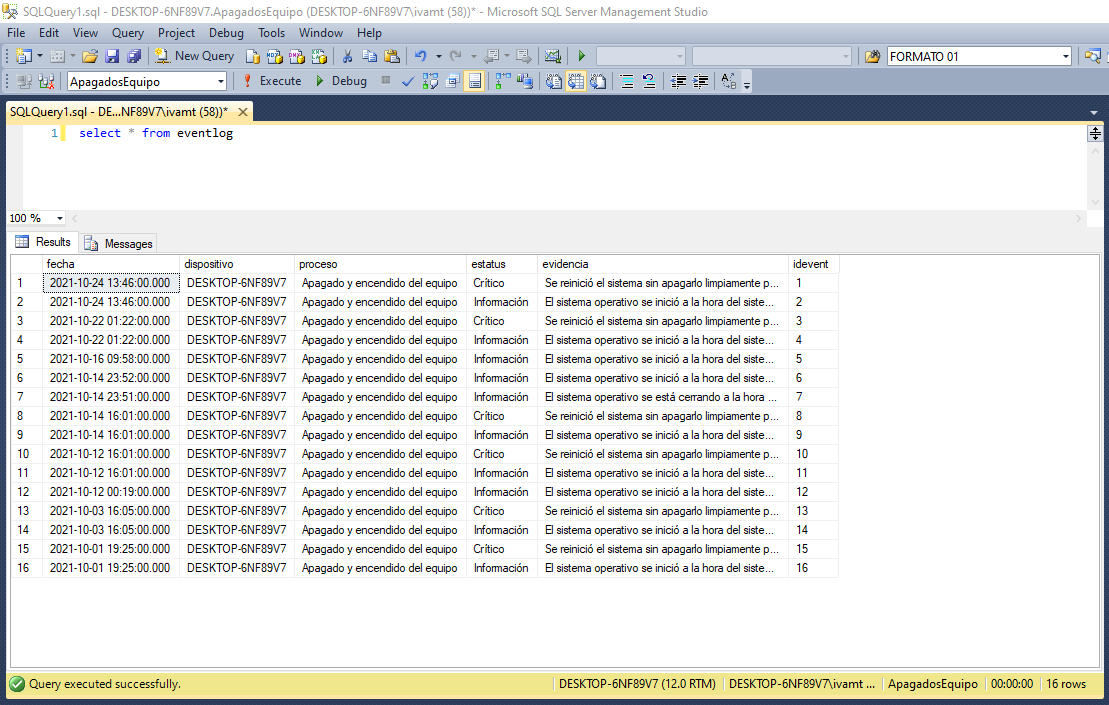 SQLQuery1.sql - DESKTOP-6NF89V7.ApagadosEquipo (DESKTOP-6NF89V7\ivamt (58))* - Microsoft SQL Server Management Studio
File Edit View Query Project Debug Tools Window Help
New Query FORMATO 01
ApagadosEquipo Execute Debug
SQLQuery1.sql - DE...NF89V7\ivamt (58))*
1 select * from eventlog
100 %
Results Messages
fecha dispositivo proceso estatus evidencia idevent
1 2021-10-24 13:46:00.000 DESKTOP-6NF89V7 Apagado y encendido del equipo Crítico Se reinició el sistema sin apagarlo limpiamente p... 1
2 2021-10-24 13:46:00.000 DESKTOP-6NF89V7 Apagado y encendido del equipo Información El sistema operativo se inició a la hora del siste... 2
3 2021-10-22 01:22:00.000 DESKTOP-6NF89V7 Apagado y encendido del equipo Crítico Se reinició el sistema sin apagarlo limpiamente p... 3
4 2021-10-22 01:22:00.000 DESKTOP-6NF89V7 Apagado y encendido del equipo Información El sistema operativo se inició a la hora del siste... 4
5 2021-10-16 09:58:00.000 DESKTOP-6NF89V7 Apagado y encendido del equipo Información El sistema operativo se inició a la hora del siste... 5
6 2021-10-14 23:52:00.000 DESKTOP-6NF89V7 Apagado y encendido del equipo Información El sistema operativo se inició a la hora del siste... 6
7 2021-10-14 23:51:00.000 DESKTOP-6NF89V7 Apagado y encendido del equipo Información El sistema operativo se está cerrando a la hora ... 7
8 2021-10-14 16:01:00.000 DESKTOP-6NF89V7 Apagado y encendido del equipo Crítico Se reinició el sistema sin apagarlo limpiamente p... 8
9 2021-10-14 16:01:00.000 DESKTOP-6NF89V7 Apagado y encendido del equipo Información El sistema operativo se inició a la hora del siste... 9
10 2021-10-12 16:01:00.000 DESKTOP-6NF89V7 Apagado y encendido del equipo Crítico Se reinició el sistema sin apagarlo limpiamente p... 10
11 2021-10-12 16:01:00.000 DESKTOP-6NF89V7 Apagado y encendido del equipo Información El sistema operativo se inició a la hora del siste... 11
12 2021-10-12 00:19:00.000 DESKTOP-6NF89V7 Apagado y encendido del equipo Información El sistema operativo se inició a la hora del siste... 12
13 2021-10-03 16:05:00.000 DESKTOP-6NF89V7 Apagado y encendido del equipo Crítico Se reinició el sistema sin apagarlo limpiamente p... 13
14 2021-10-03 16:05:00.000 DESKTOP-6NF89V7 Apagado y encendido del equipo Información El sistema operativo se inició a la hora del siste... 14
15 2021-10-01 19:25:00.000 DESKTOP-6NF89V7 Apagado y encendido del equipo Crítico Se reinició el sistema sin apagarlo limpiamente p... 15
16 2021-10-01 19:25:00.000 DESKTOP-6NF89V7 Apagado y encendido del equipo Información El sistema operativo se inició a la hora del siste... 16
Query executed successfully. DESKTOP-6NF89V7 (12.0 RTM) DESKTOP-6NF89V7\ivamt ... ApagadosEquipo 00:00:00 16 rows